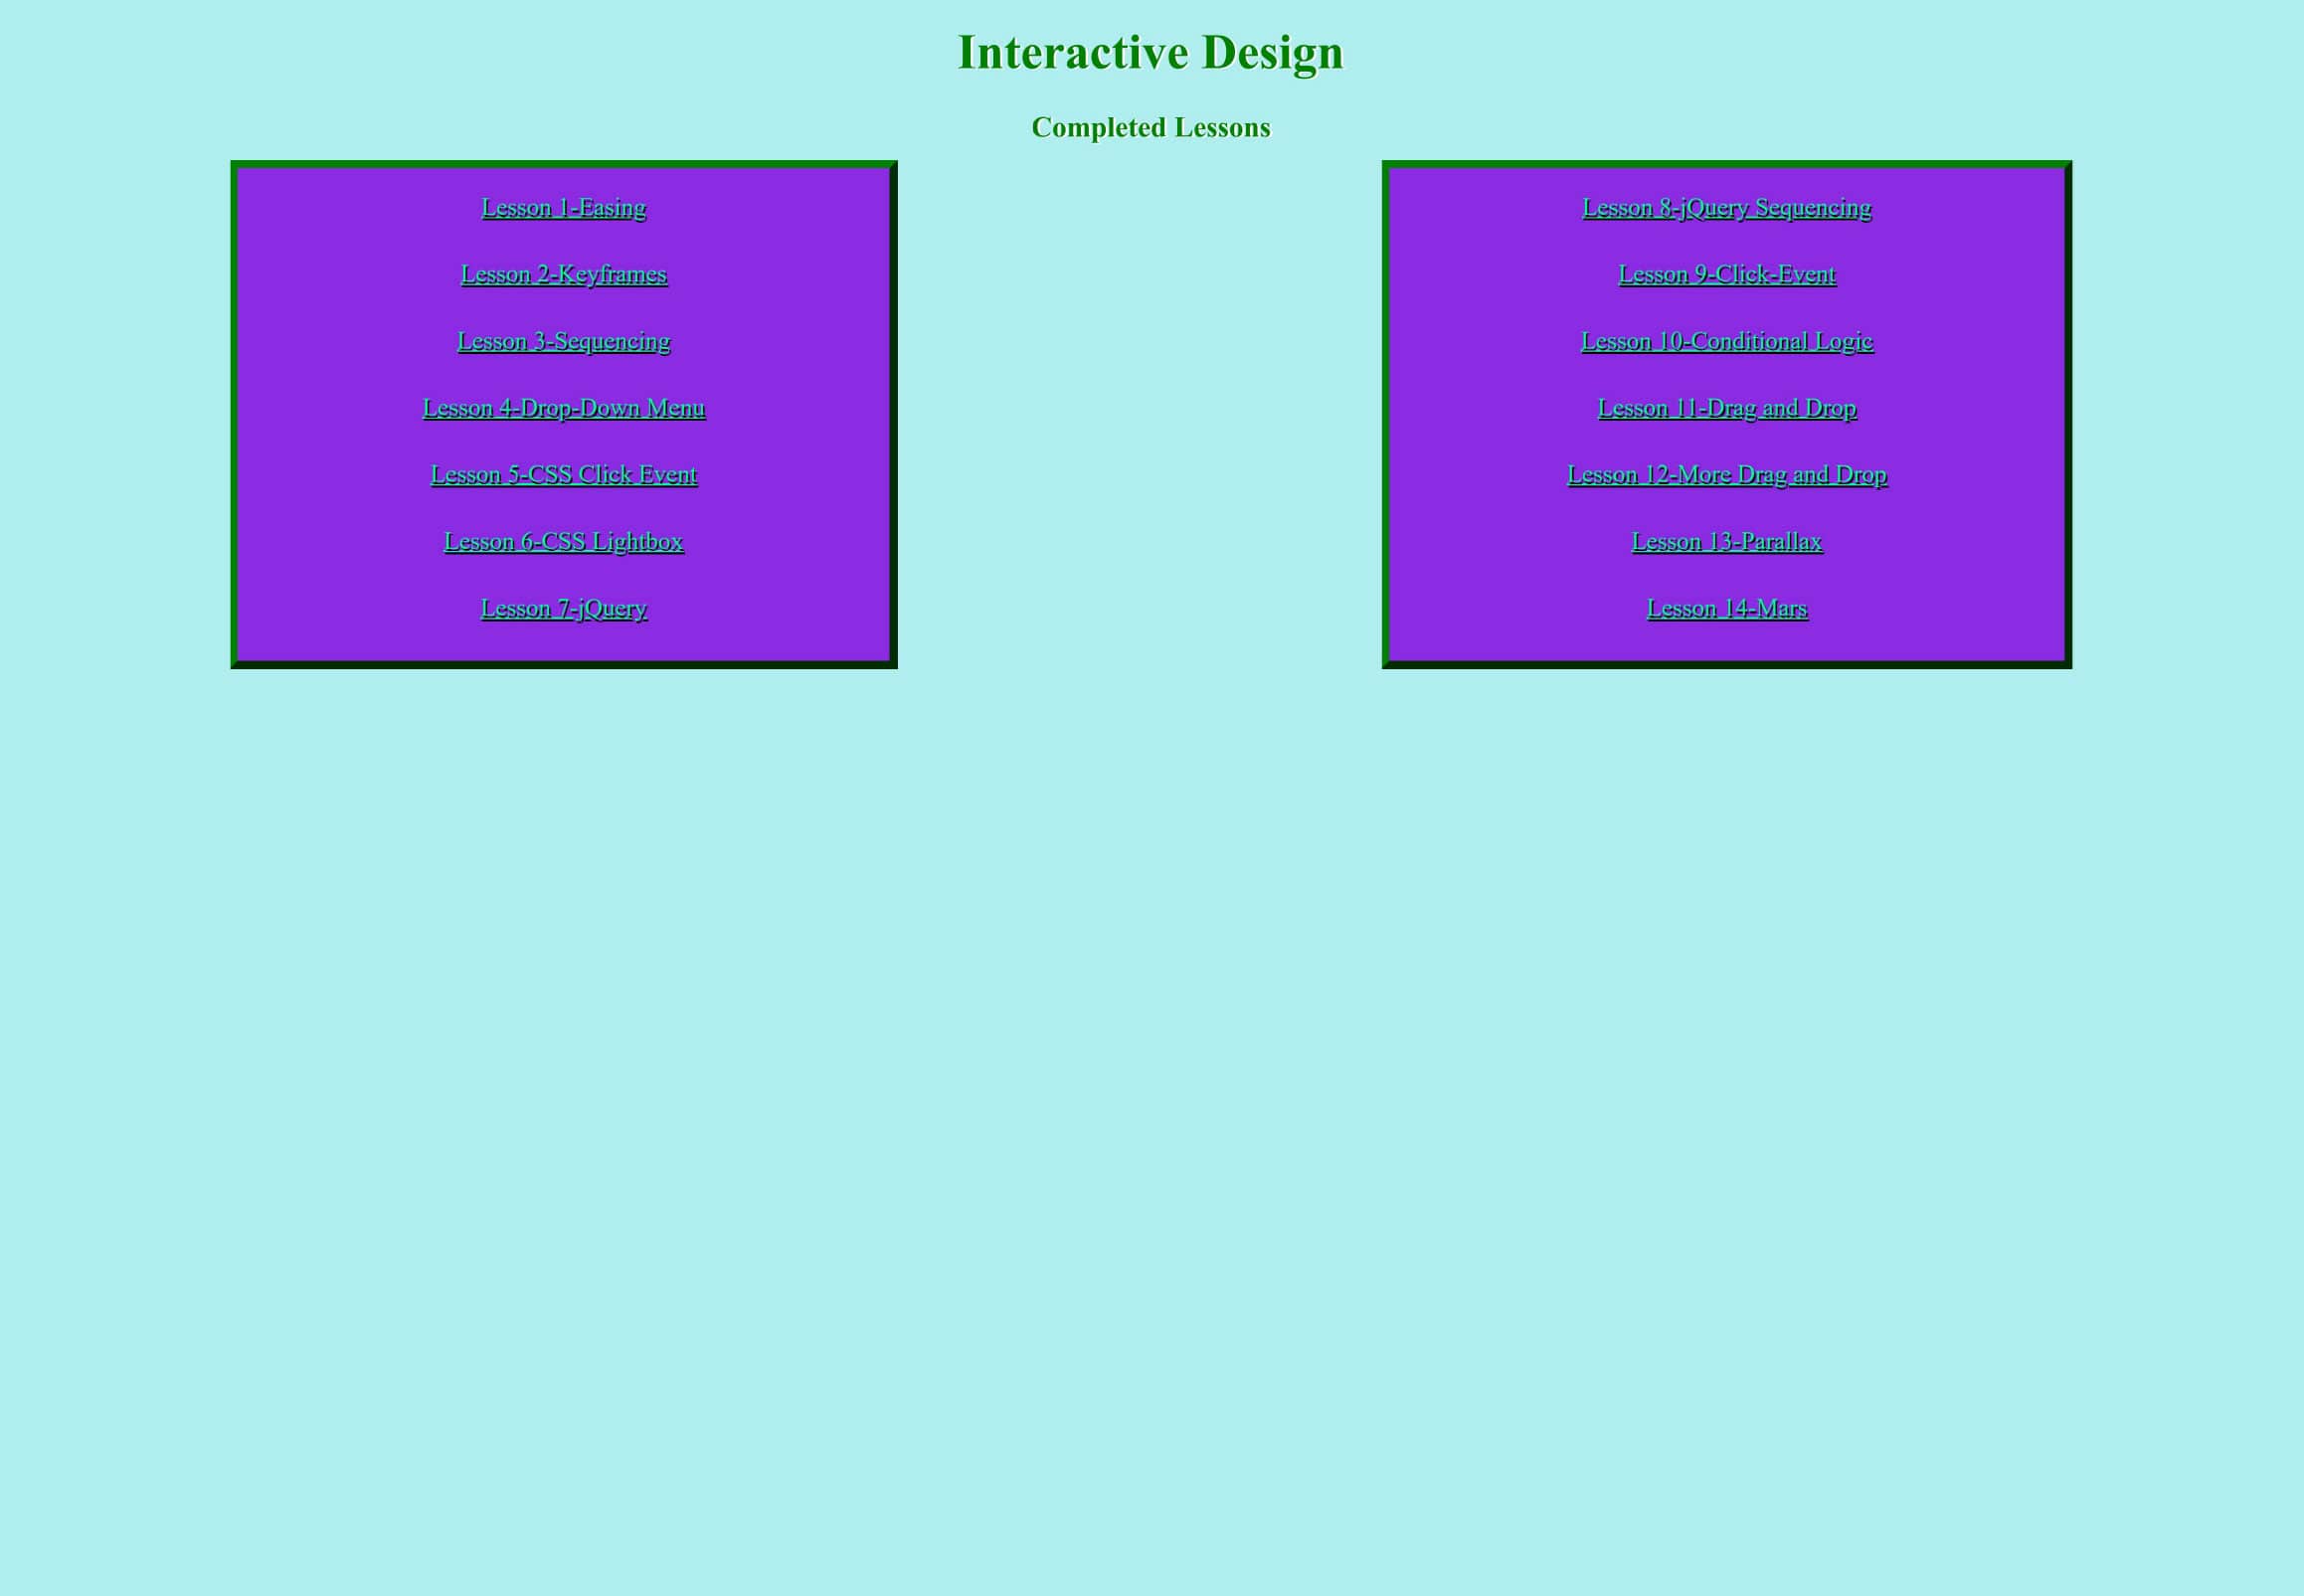 Interactive Design
Completed Lessons
Lesson 1-Easing
Lesson 2-Keyframes
Lesson 3-Sequencing
Lesson 4-Drop-Down Menu
Lesson 5-CSS Click Event
Lesson 6-CSS Lightbox
Lesson 7-jQuery
Lesson 8-jQuery Sequencing
Lesson 9-Click-Event
Lesson 10-Conditional Logic
Lesson 11-Drag and Drop
Lesson 12-More Drag and Drop
Lesson 13-Parallax
Lesson 14-Mars